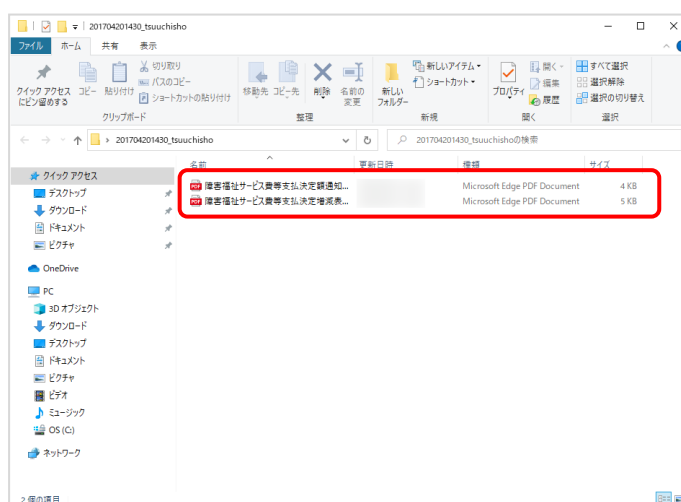 201704201430_tsuuchisho
ファイル ホーム 共有 表示
クイック アクセスにピン留めする
コピー
貼り付け
切り取り
パスのコピー
ショートカットの貼り付け
移動先
コピー先
削除
名前の変更
新しいフォルダー
新しいアイテム
ショートカット
プロパティ
開く
編集
履歴
すべて選択
選択解除
選択の切り替え
クリップボード 整理 新規 開く 選択
201704201430_tsuuchisho
201704201430_tsuuchishoの検索
名前 更新日時 種類 サイズ
PDF 障害福祉サービス費等支払決定額通知... Microsoft Edge PDF Document 4 KB
PDF 障害福祉サービス費等支払決定増減表... Microsoft Edge PDF Document 5 KB
クイック アクセス
デスクトップ
ダウンロード
ドキュメント
ピクチャ
OneDrive
PC
3D オブジェクト
ダウンロード
デスクトップ
ドキュメント
ピクチャ
ビデオ
ミュージック
OS (C:)
ネットワーク
2 個の項目